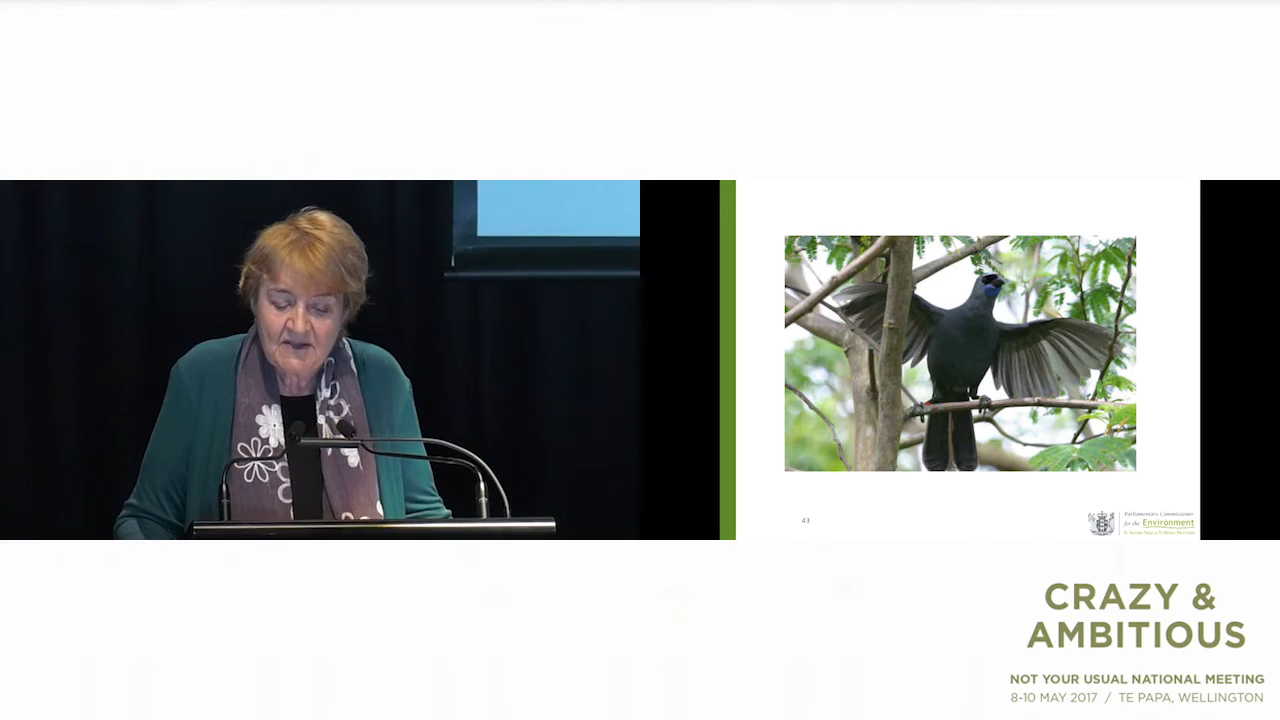 43
Parliamentary Commissioner
for the Environment
CRAZY &
AMBITIOUS
NOT YOUR USUAL NATIONAL MEETING
8-10 MAY 2017 / TE PAPA, WELLINGTON